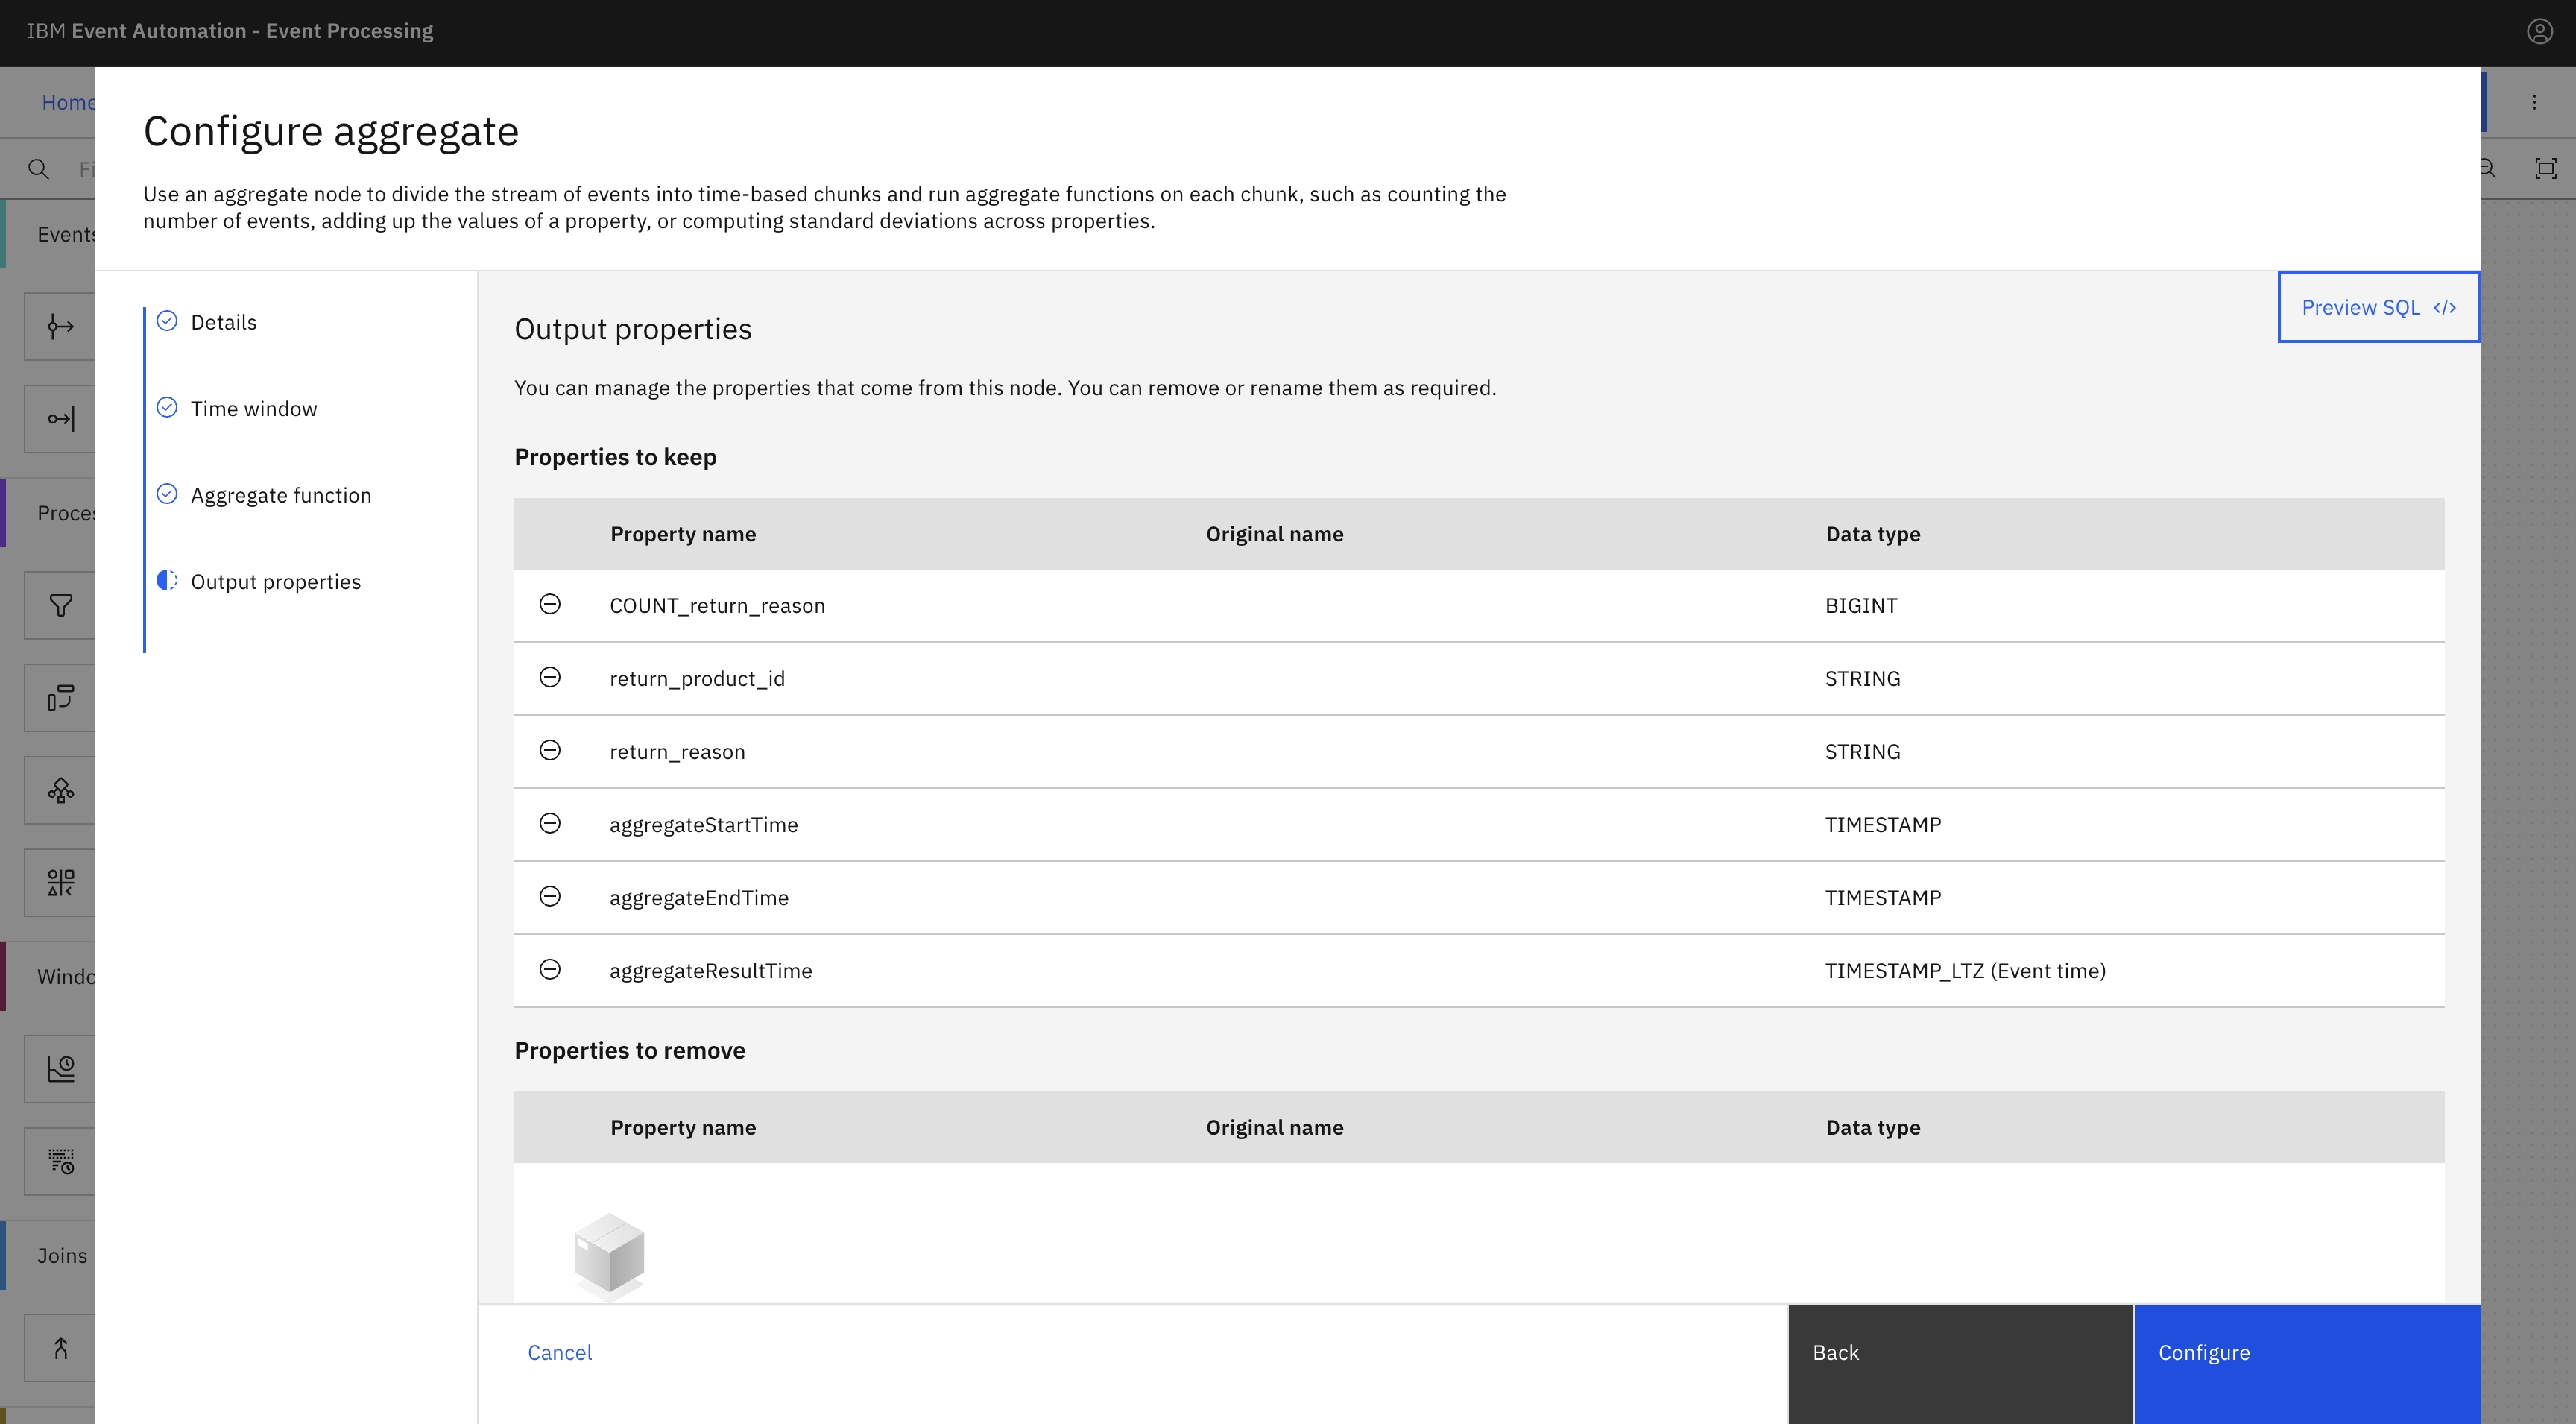 IBM Event Automation - Event Processing
Home
Configure aggregate
Use an aggregate node to divide the stream of events into time-based chunks and run aggregate functions on each chunk, such as counting the
number of events, adding up the values of a property, or computing standard deviations across properties.
Fi
Events
Proces
Windo
Joins
Details
Time window
Aggregate function
Output properties
Preview SQL </>
Output properties
You can manage the properties that come from this node. You can remove or rename them as required.
Properties to keep
Property name Original name Data type
COUNT_return_reason BIGINT
return_product_id STRING
return_reason STRING
aggregateStartTime TIMESTAMP
aggregateEndTime TIMESTAMP
aggregateResultTime TIMESTAMP_LTZ (Event time)
Properties to remove
Property name Original name Data type
Cancel
Back
Configure